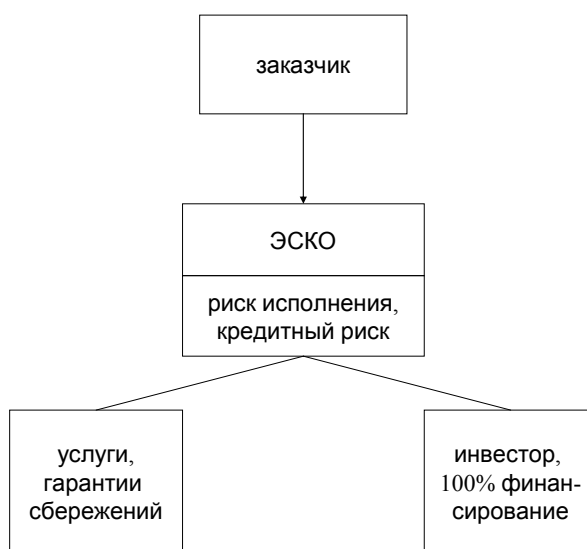 заказчик
ЭСКО
риск исполнения,
кредитный риск
услуги,
гарантии
сбережений
инвестор,
100% финан-
сирование